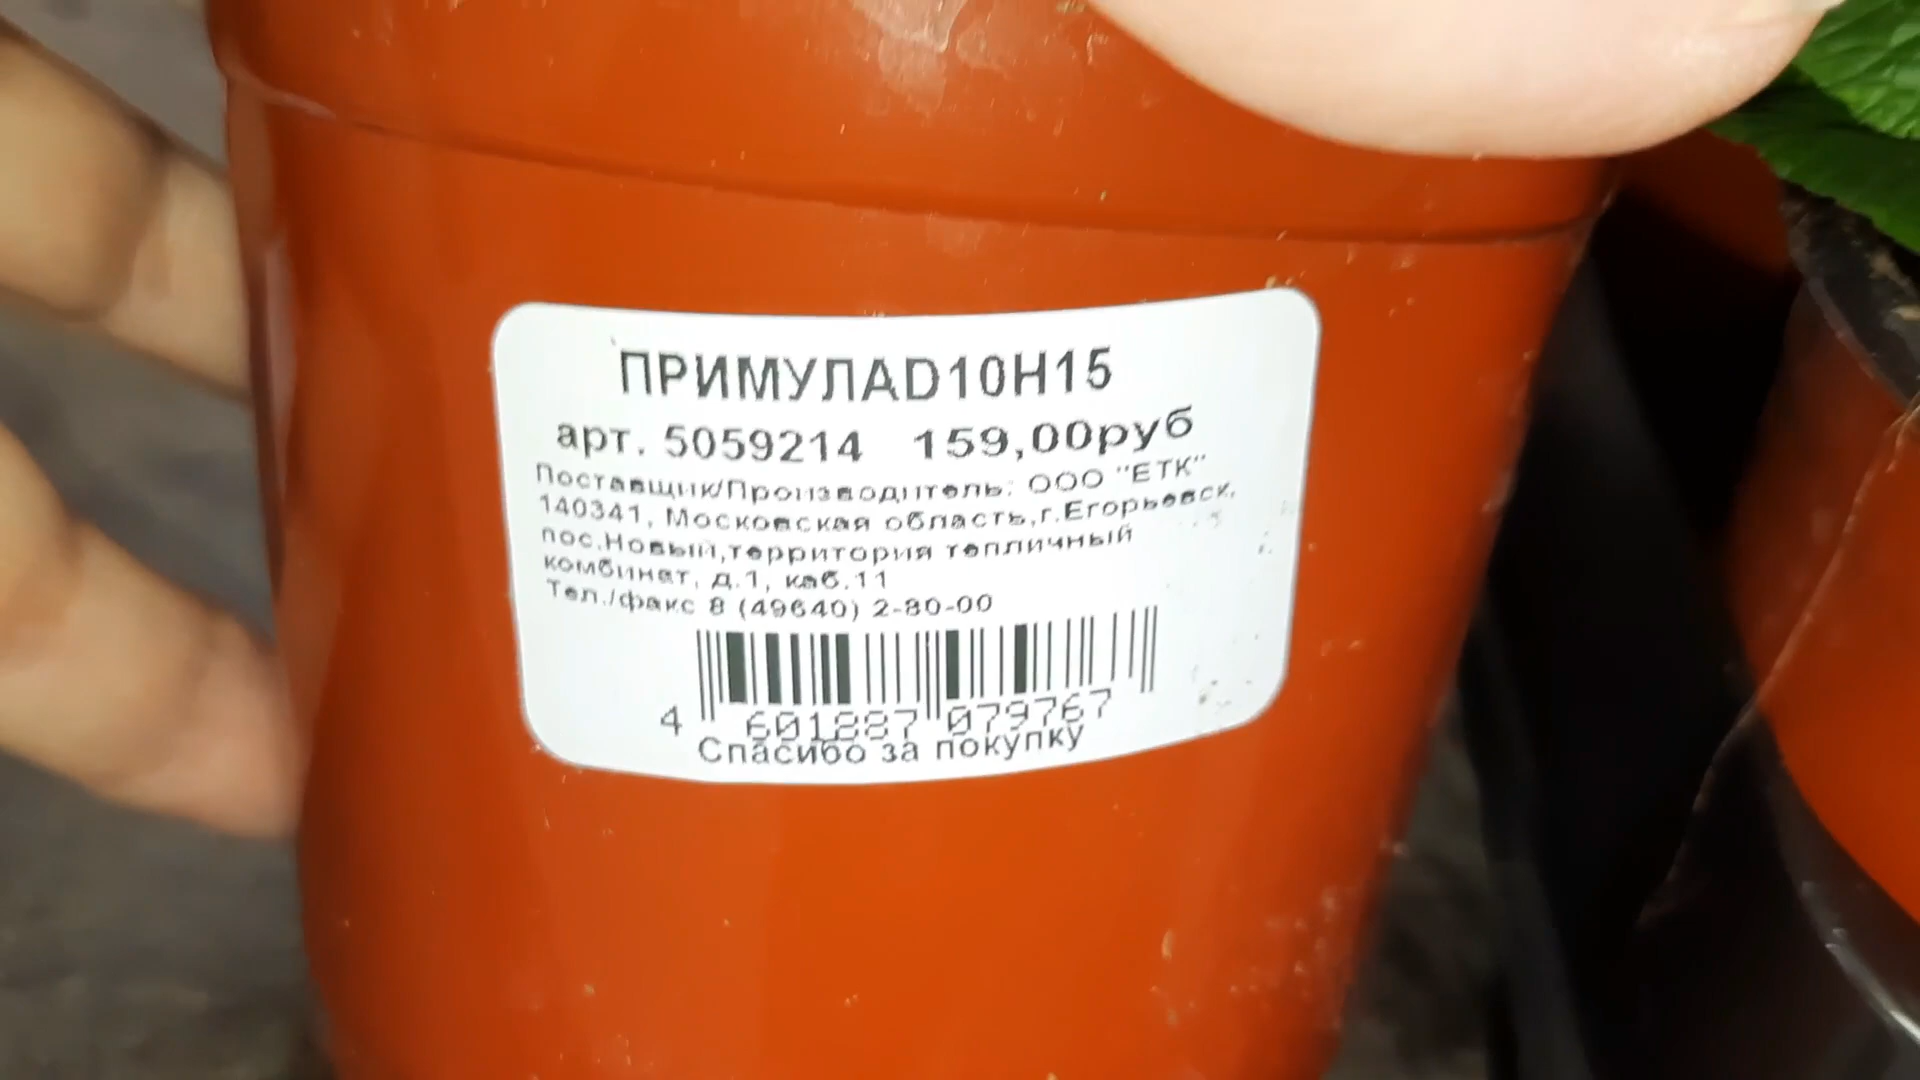 ПРИМУЛАD10H15
арт. 5059214 159,00руб
Поставщик/Производитель: ООО "ЕТК"
140341, Московская область,г.Егорьевск,
пос.Новый,территория тепличный
комбинат, д.1, каб.11
Тел./факс 8 (49640) 2-80-00
4 601887 079767
Спасибо за покупку